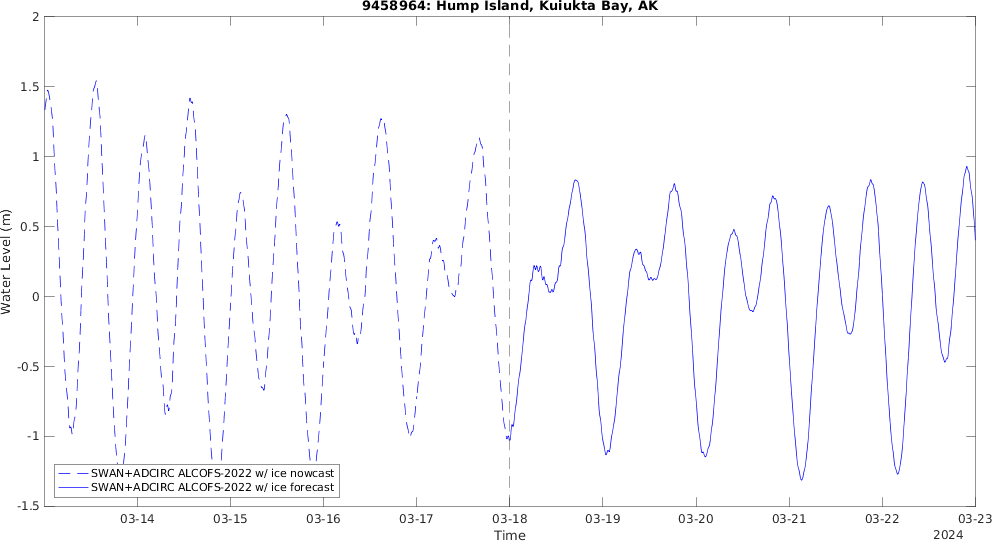 9458964: Hump Island, Kuiukta Bay, AK
2
1.5
1
0.5
0
-0.5
-1
-1.5
Water Level (m)
SWAN+ADCIRC ALCOFS-2022 w/ ice nowcast
SWAN+ADCIRC ALCOFS-2022 w/ ice forecast
03-14 03-15 03-16 03-17 03-18 03-19 03-20 03-21 03-22 03-23
Time
2024